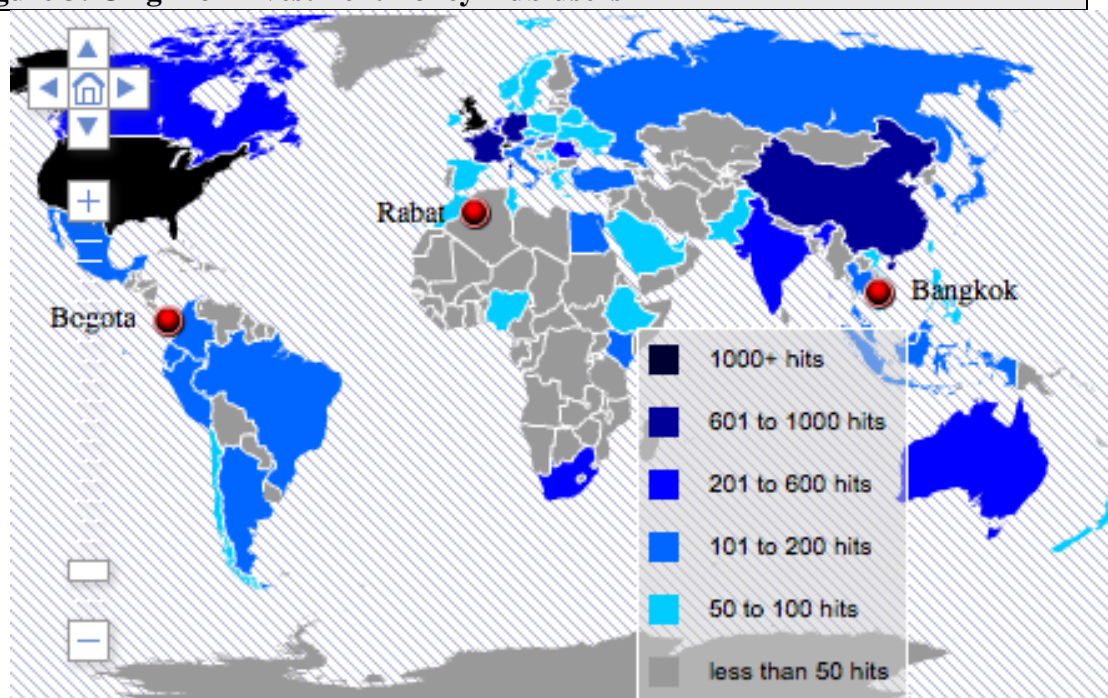 Rabat
Bogota
Bangkok
1000+ hits
601 to 1000 hits
201 to 600 hits
101 to 200 hits
50 to 100 hits
less than 50 hits